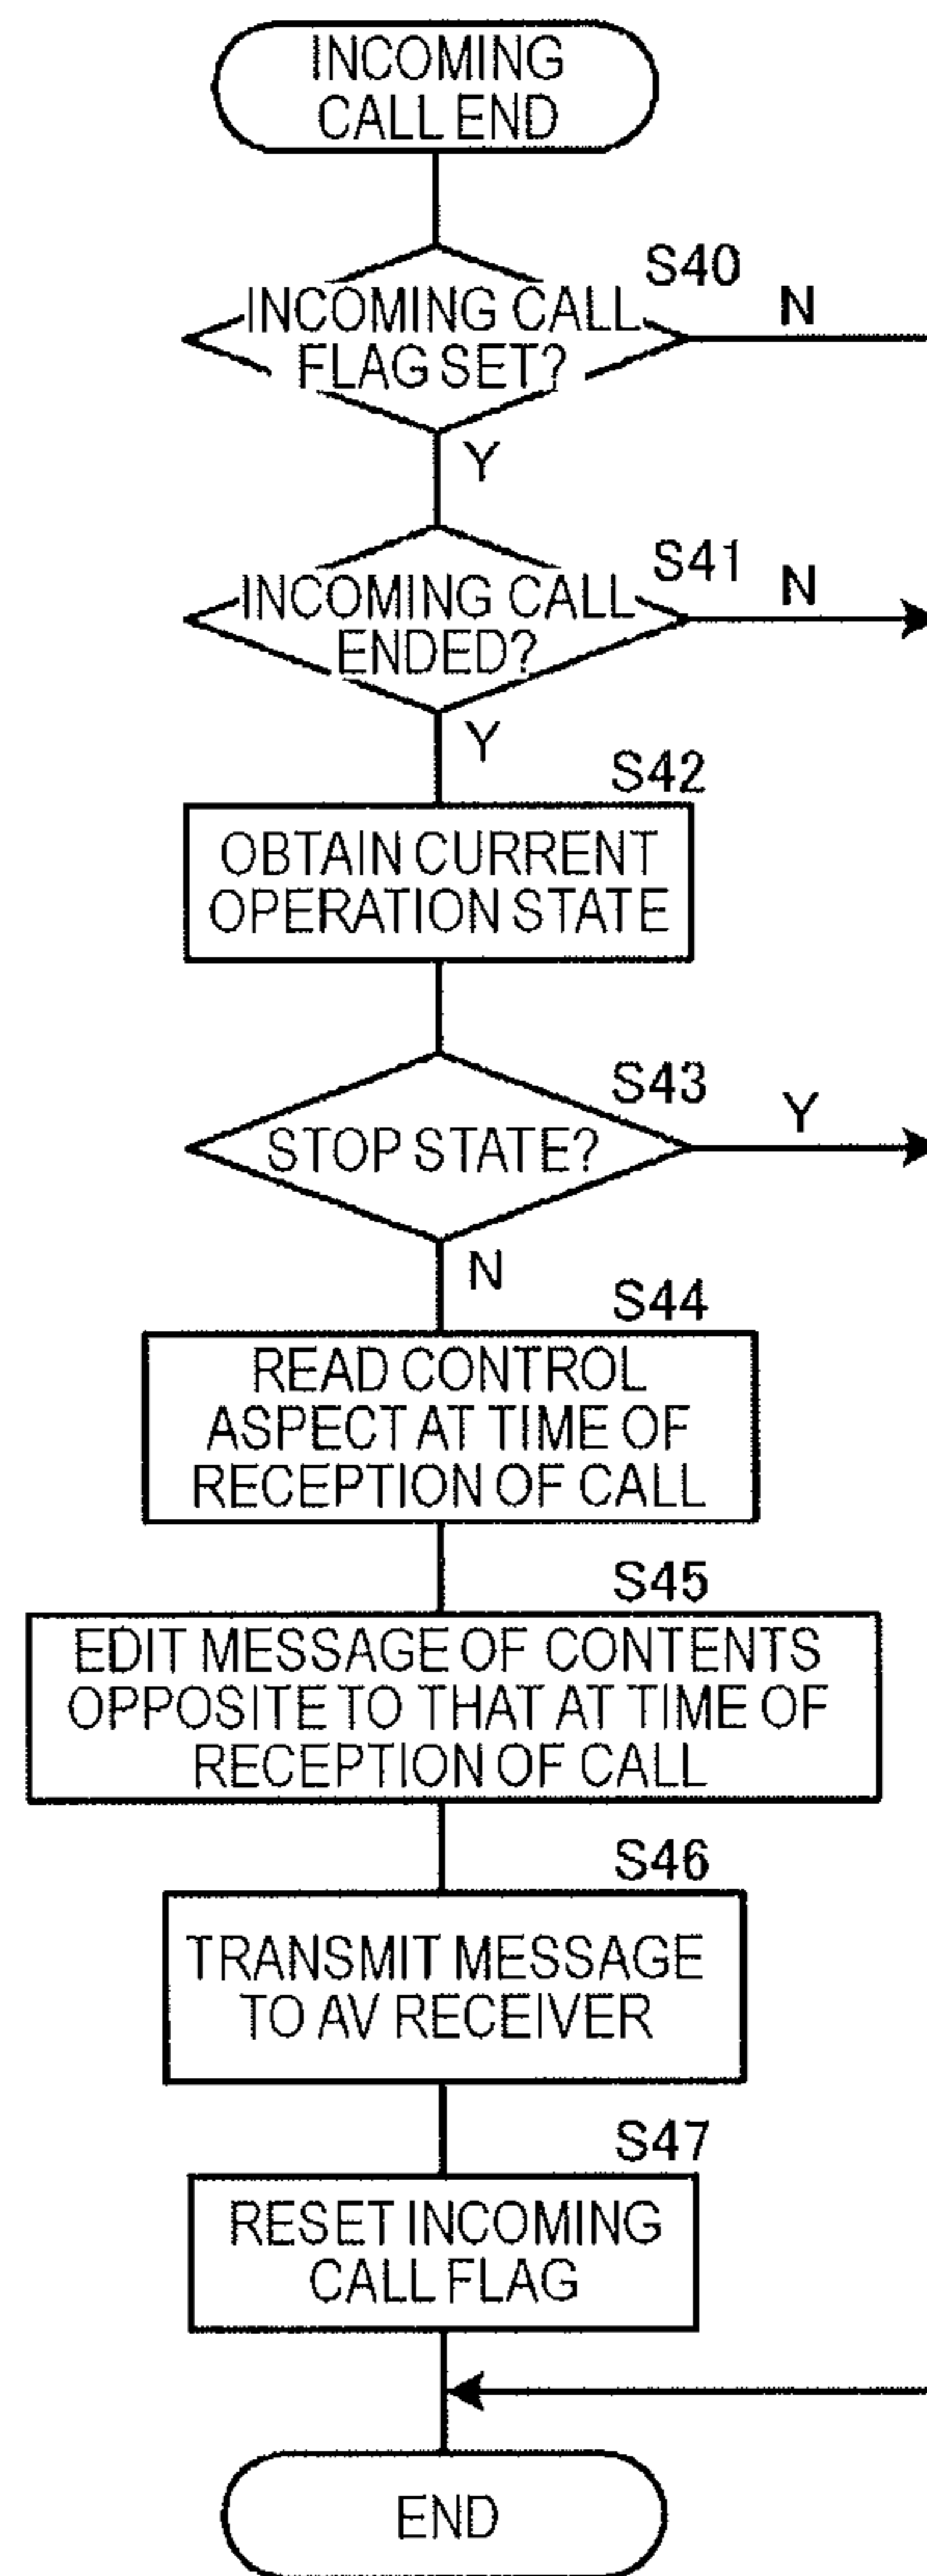 INCOMING
CALL END
S40
INCOMING CALL
FLAG SET?
N
Y
S41
INCOMING CALL
ENDED?
N
Y
S42
OBTAIN CURRENT
OPERATION STATE
S43
STOP STATE?
Y
N
S44
READ CONTROL
ASPECT AT TIME OF
RECEPTION OF CALL
S45
EDIT MESSAGE OF CONTENTS
OPPOSITE TO THAT AT TIME OF
RECEPTION OF CALL
S46
TRANSMIT MESSAGE
TO AV RECEIVER
S47
RESET INCOMING
CALL FLAG
END